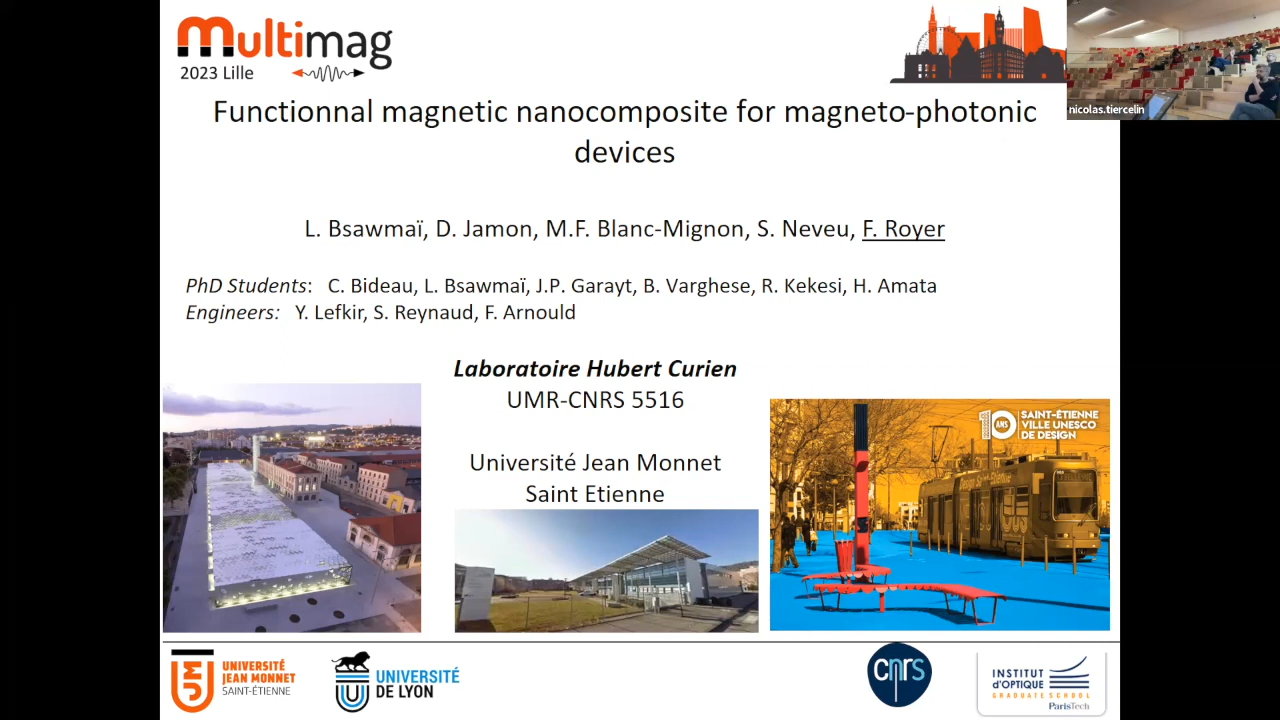 multimag
2023 Lille
nicolas.tiercelin
Functionnal magnetic nanocomposite for magneto-photonic
devices
L. Bsawmaï, D. Jamon, M.F. Blanc-Mignon, S. Neveu, F. Royer
PhD Students: C. Bideau, L. Bsawmaï, J.P. Garayt, B. Varghese, R. Kekesi, H. Amata
Engineers: Y. Lefkir, S. Reynaud, F. Arnould
Laboratoire Hubert Curien
UMR-CNRS 5516
Université Jean Monnet
Saint Etienne
10 ANS
SAINT-ÉTIENNE
VILLE UNESCO
DE DESIGN
UNIVERSITÉ
JEAN MONNET
SAINT-ÉTIENNE
UNIVERSITÉ
DE LYON
cnrs
INSTITUT
d'OPTIQUE
GRADUATE SCHOOL
ParisTech